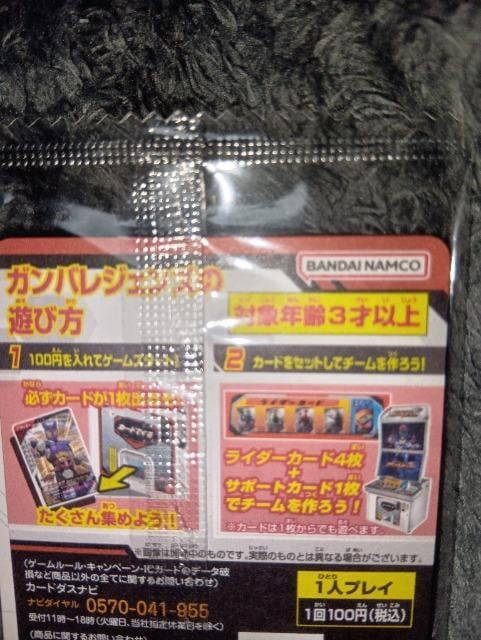 BANDAI NAMCO
ガンバレジェンズの
遊び方
対象年齢3才以上
1 100円を入れてゲームスタート!
2 カードをセットしてチームを作ろう!
必ずカードが1枚出
たくさん集めよう!!
ライダーカード
ライダーカード4枚
+
サポートカード1枚
でチームを作ろう!
※カードは1枚からでも遊べます。
※画像は開発中のものです。実際のものとは異なる場合がございます。
(ゲームルール・キャンペーン・ICカードのデータ破
損など商品以外の全てに関するお問い合わせ)
カードダスナビ
ナビダイヤル 0570-041-955
受付11時~18時(火曜日、当社指定休業日を除く)
(商品に関するお問い合わせ)
1人プレイ
1回100円(税込)